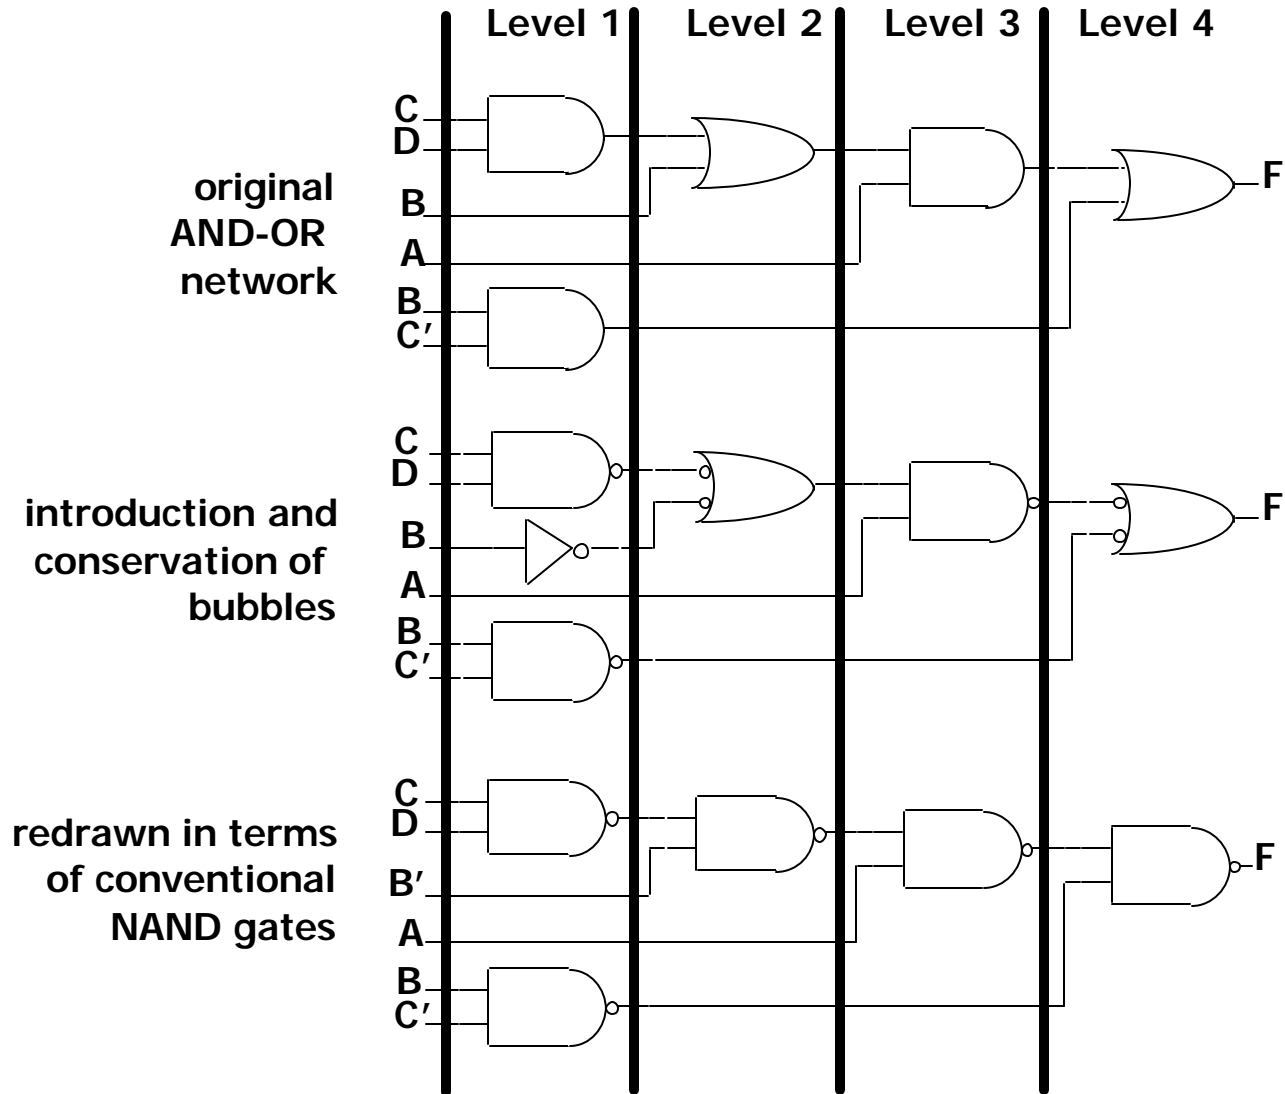 Level 1 Level 2 Level 3 Level 4
original
AND-OR
network
C
D
B
A
B
C'
F
introduction and
conservation of
bubbles
C
D
B
A
B
C'
F
redrawn in terms
of conventional
NAND gates
C
D
B'
A
B
C'
F